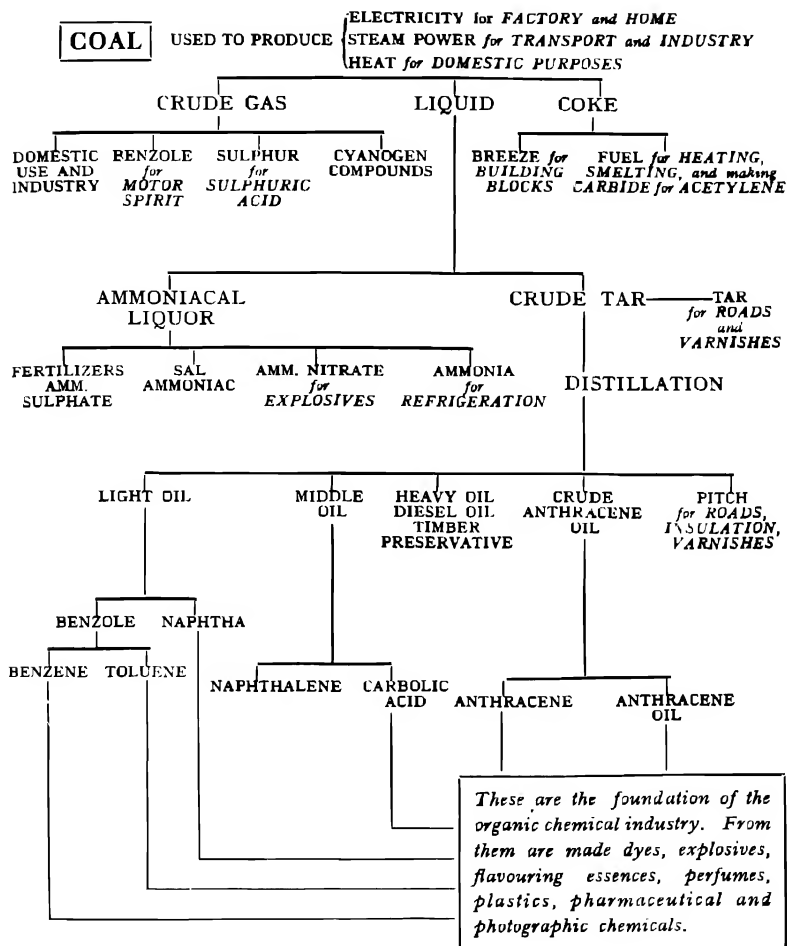 COAL USED TO PRODUCE
ELECTRICITY for FACTORY and HOME
STEAM POWER for TRANSPORT and INDUSTRY
HEAT for DOMESTIC PURPOSES
CRUDE GAS
LIQUID
COKE
DOMESTIC
USE AND
INDUSTRY
BENZOLE
for
MOTOR
SPIRIT
SULPHUR
for
SULPHURIC
ACID
CYANOGEN
COMPOUNDS
BREEZE for
BUILDING
BLOCKS
FUEL for HEATING,
SMELTING, and making
CARBIDE for ACETYLENE
AMMONIACAL
LIQUOR
CRUDE TAR
TAR
for ROADS
and
VARNISHES
FERTILIZERS
AMM.
SULPHATE
SAL
AMMONIAC
AMM. NITRATE
for
EXPLOSIVES
AMMONIA
for
REFRIGERATION
DISTILLATION
LIGHT OIL
MIDDLE
OIL
HEAVY OIL
DIESEL OIL
TIMBER
PRESERVATIVE
CRUDE
ANTHRACENE
OIL
PITCH
for ROADS,
INSULATION,
VARNISHES
BENZOLE
NAPHTHA
BENZENE
TOLUENE
NAPHTHALENE
CARBOLIC
ACID
ANTHRACENE
ANTHRACENE
OIL
These are the foundation of the
organic chemical industry. From
them are made dyes, explosives,
flavouring essences, perfumes,
plastics, pharmaceutical and
photographic chemicals.